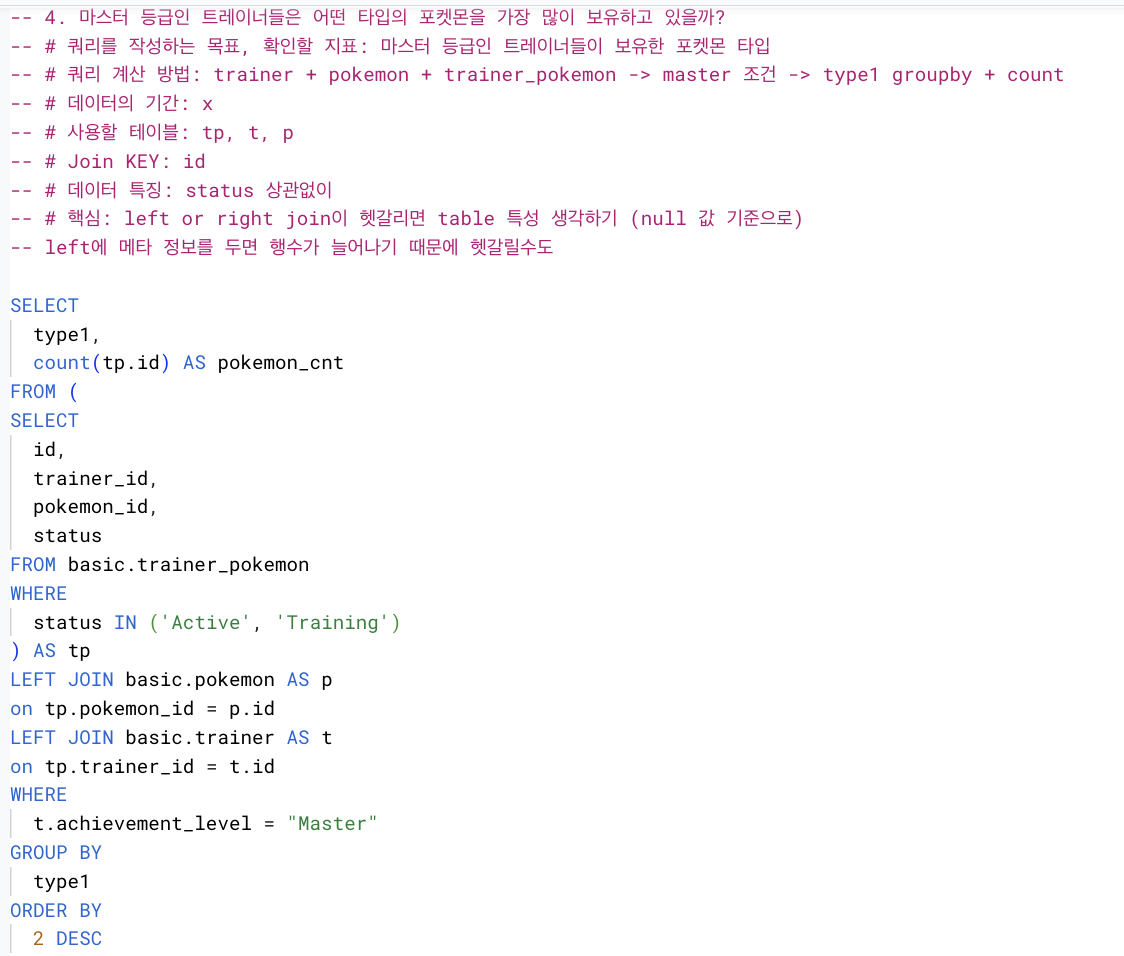 -- 4. 마스터 등급인 트레이너들은 어떤 타입의 포켓몬을 가장 많이 보유하고 있을까?
-- # 쿼리를 작성하는 목표, 확인할 지표: 마스터 등급인 트레이너들이 보유한 포켓몬 타입
-- # 쿼리 계산 방법: trainer + pokemon + trainer_pokemon -> master 조건 -> type1 groupby + count
-- # 데이터의 기간: x
-- # 사용할 테이블: tp, t, p
-- # Join KEY: id
-- # 데이터 특징: status 상관없이
-- # 핵심: left or right join이 헷갈리면 table 특성 생각하기 (null 값 기준으로)
-- left에 메타 정보를 두면 행수가 늘어나기 때문에 헷갈릴수도
SELECT
type1,
count(tp.id) AS pokemon_cnt
FROM (
SELECT
id,
trainer_id,
pokemon_id,
status
FROM basic.trainer_pokemon
WHERE
status IN ('Active', 'Training')
) AS tp
LEFT JOIN basic.pokemon AS p
on tp.pokemon_id = p.id
LEFT JOIN basic.trainer AS t
on tp.trainer_id = t.id
WHERE
t.achievement_level = "Master"
GROUP BY
type1
ORDER BY
2 DESC